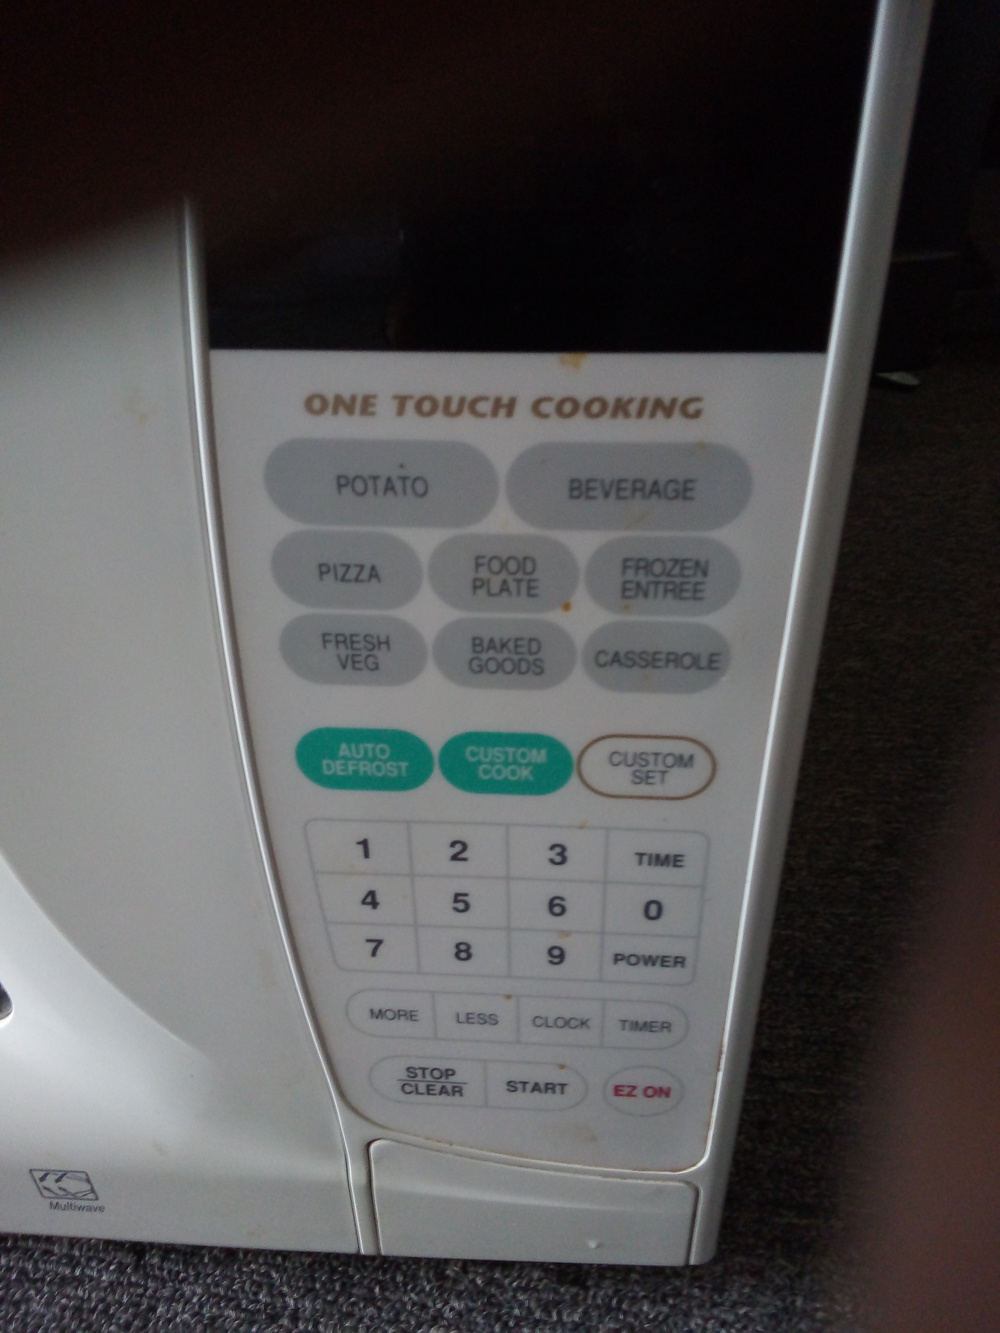 ONE TOUCH COOKING
POTATO
BEVERAGE
PIZZA
FOOD
PLATE
FROZEN
ENTREE
FRESH
VEG
BAKED
GOODS
CASSEROLE
AUTO
DEFROST
CUSTOM
COOK
CUSTOM
SET
1 2 3 TIME
4 5 6 0
7 8 9 POWER
MORE LESS CLOCK TIMER
STOP
CLEAR
START
EZ ON
Multiwave